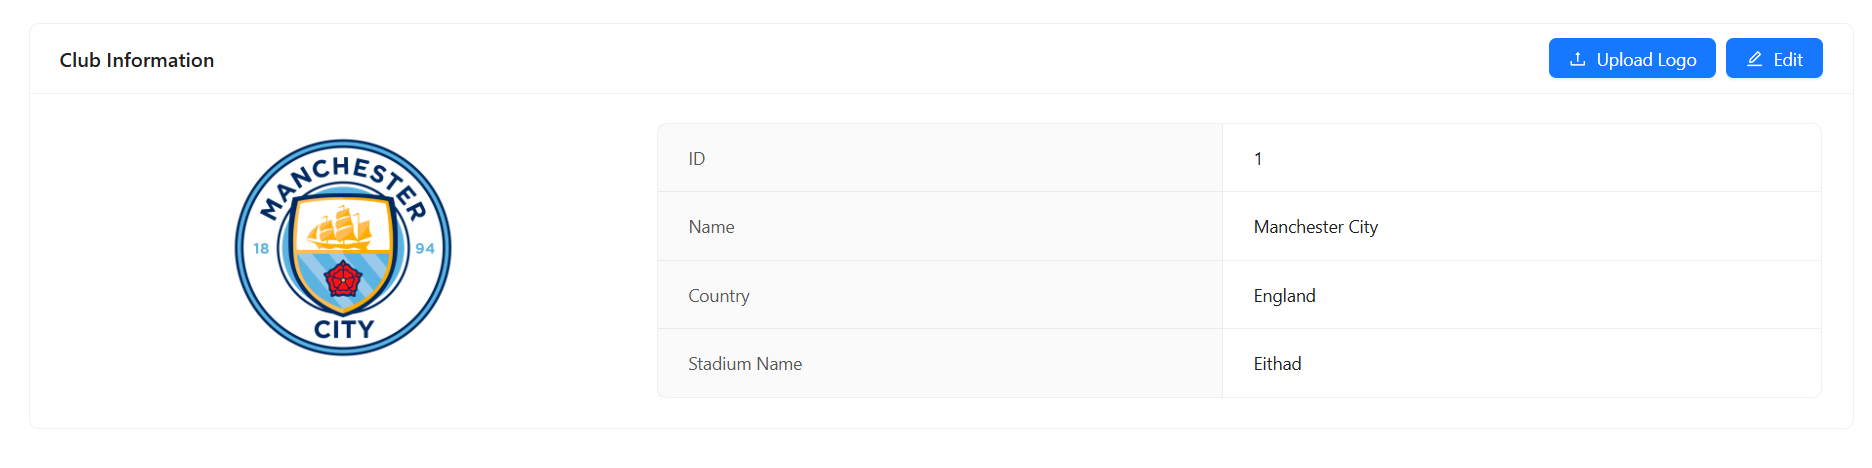 Club Information
Upload Logo
Edit
MANCHESTER
18 94
CITY
ID 1
Name Manchester City
Country England
Stadium Name Eithad